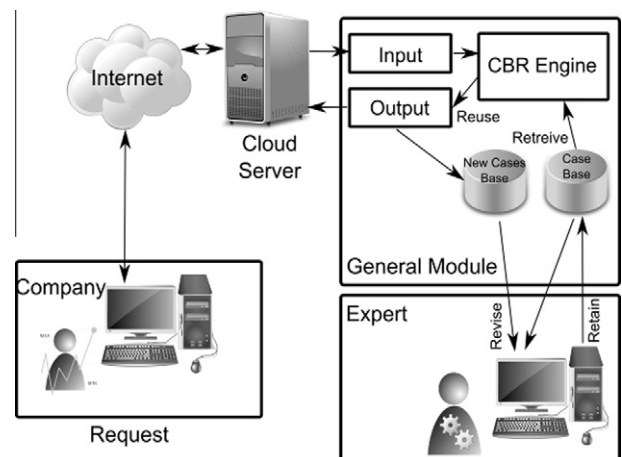 Internet
Cloud
Server
Input
Output
CBR Engine
Reuse
Retreive
New Cases
Base
Case
Base
General Module
Company
Request
Expert
Revise
Retain